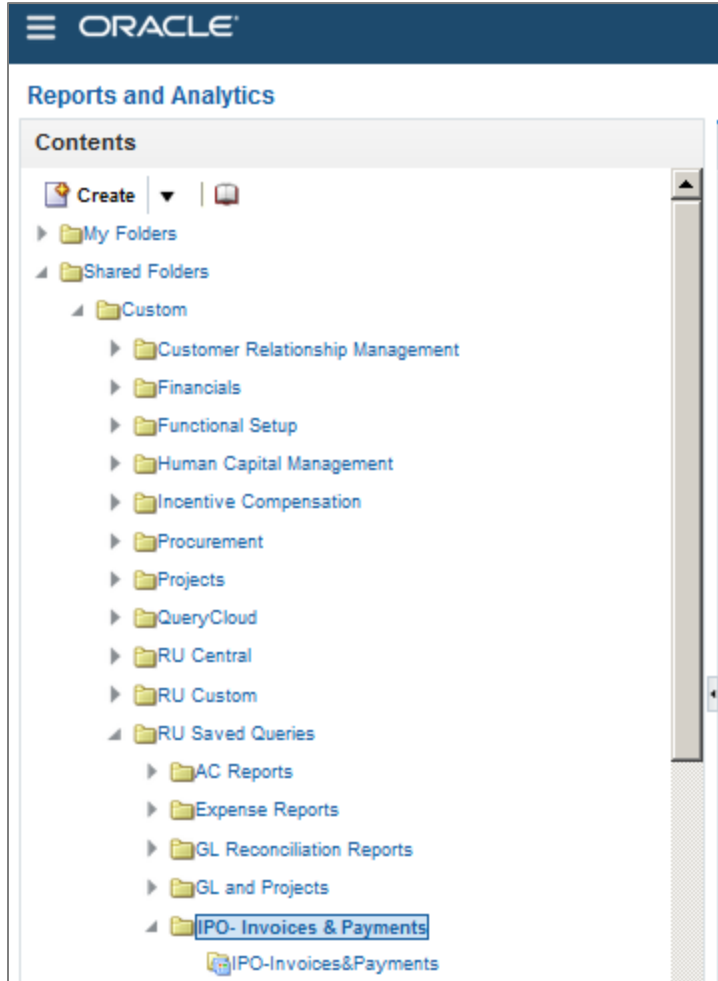 ORACLE
Reports and Analytics
Contents
Create
My Folders
Shared Folders
Custom
Customer Relationship Management
Financials
Functional Setup
Human Capital Management
Incentive Compensation
Procurement
Projects
QueryCloud
RU Central
RU Custom
RU Saved Queries
AC Reports
Expense Reports
GL Reconciliation Reports
GL and Projects
IPO- Invoices & Payments
IPO-Invoices&Payments